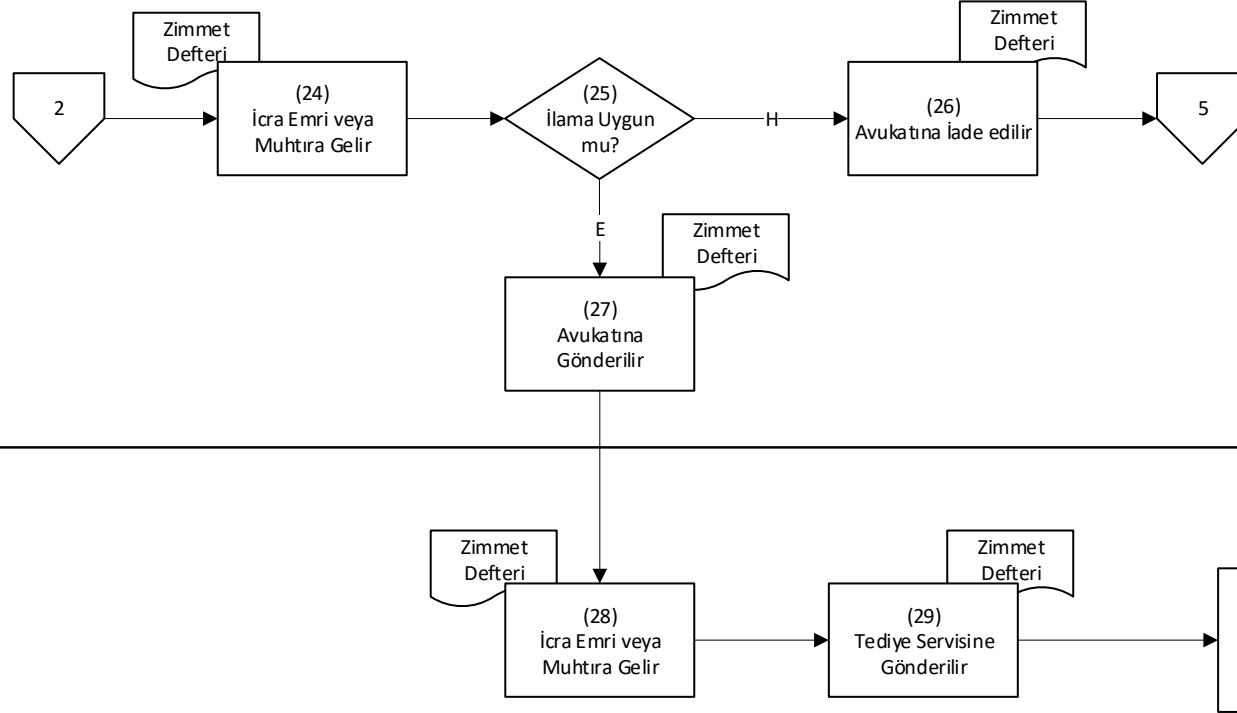 Zimmet
Defteri
2
(24)
İcra Emri veya
Muhtıra Gelir
(25)
İlama Uygun
mu?
H
Zimmet
Defteri
(26)
Avukatına İade edilir
5
E
Zimmet
Defteri
(27)
Avukatına
Gönderilir
Zimmet
Defteri
(28)
İcra Emri veya
Muhtıra Gelir
Zimmet
Defteri
(29)
Tediye Servisine
Gönderilir